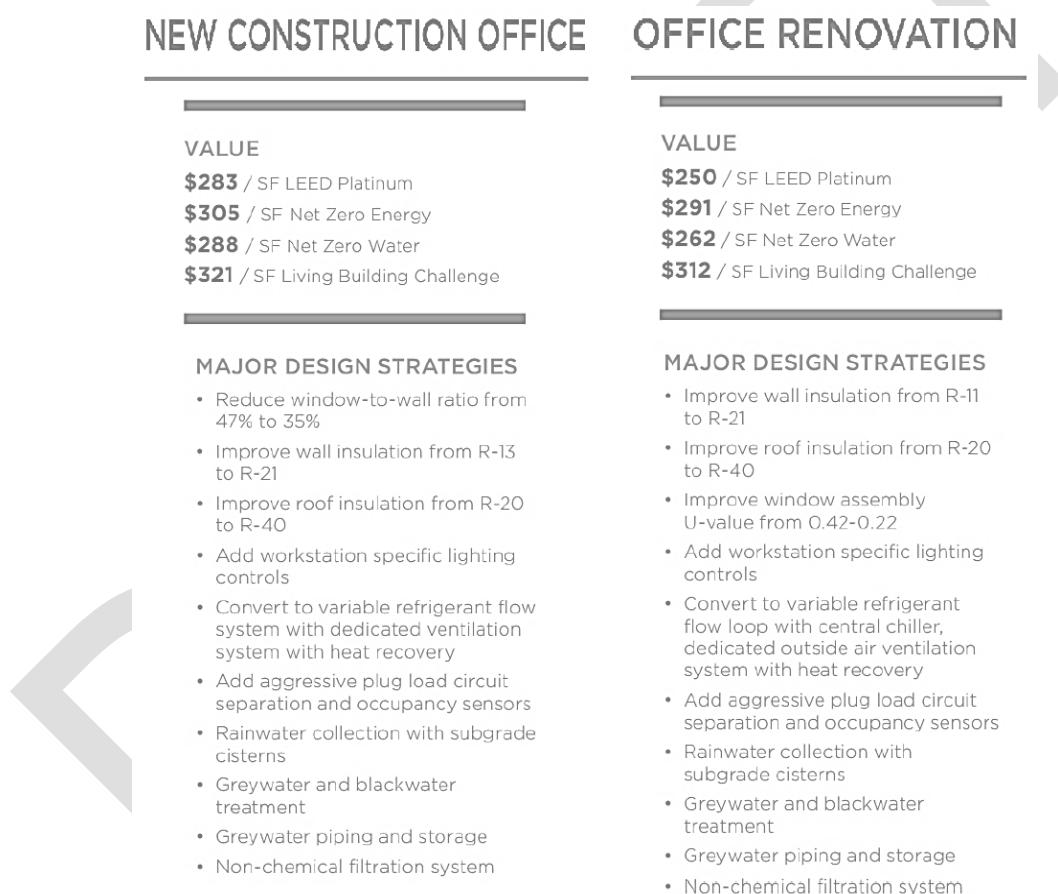 NEW CONSTRUCTION OFFICE
VALUE
$283 / SF LEED Platinum
$305 / SF Net Zero Energy
$288 / SF Net Zero Water
$321 / SF Living Building Challenge
MAJOR DESIGN STRATEGIES
• Reduce window-to-wall ratio from
47% to 35%
• Improve wall insulation from R-13
to R-21
• Improve roof insulation from R-20
to R-40
• Add workstation specific lighting
controls
• Convert to variable refrigerant flow
system with dedicated ventilation
system with heat recovery
• Add aggressive plug load circuit
separation and occupancy sensors
• Rainwater collection with subgrade
cisterns
• Greywater and blackwater
treatment
• Greywater piping and storage
• Non-chemical filtration system
OFFICE RENOVATION
VALUE
$250 / SF LEED Platinum
$291 / SF Net Zero Energy
$262 / SF Net Zero Water
$312 / SF Living Building Challenge
MAJOR DESIGN STRATEGIES
• Improve wall insulation from R-11
to R-21
• Improve roof insulation from R-20
to R-40
• Improve window assembly
U-value from 0.42-0.22
• Add workstation specific lighting
controls
• Convert to variable refrigerant
flow loop with central chiller,
dedicated outside air ventilation
system with heat recovery
• Add aggressive plug load circuit
separation and occupancy sensors
• Rainwater collection with
subgrade cisterns
• Greywater and blackwater
treatment
• Greywater piping and storage
• Non-chemical filtration system